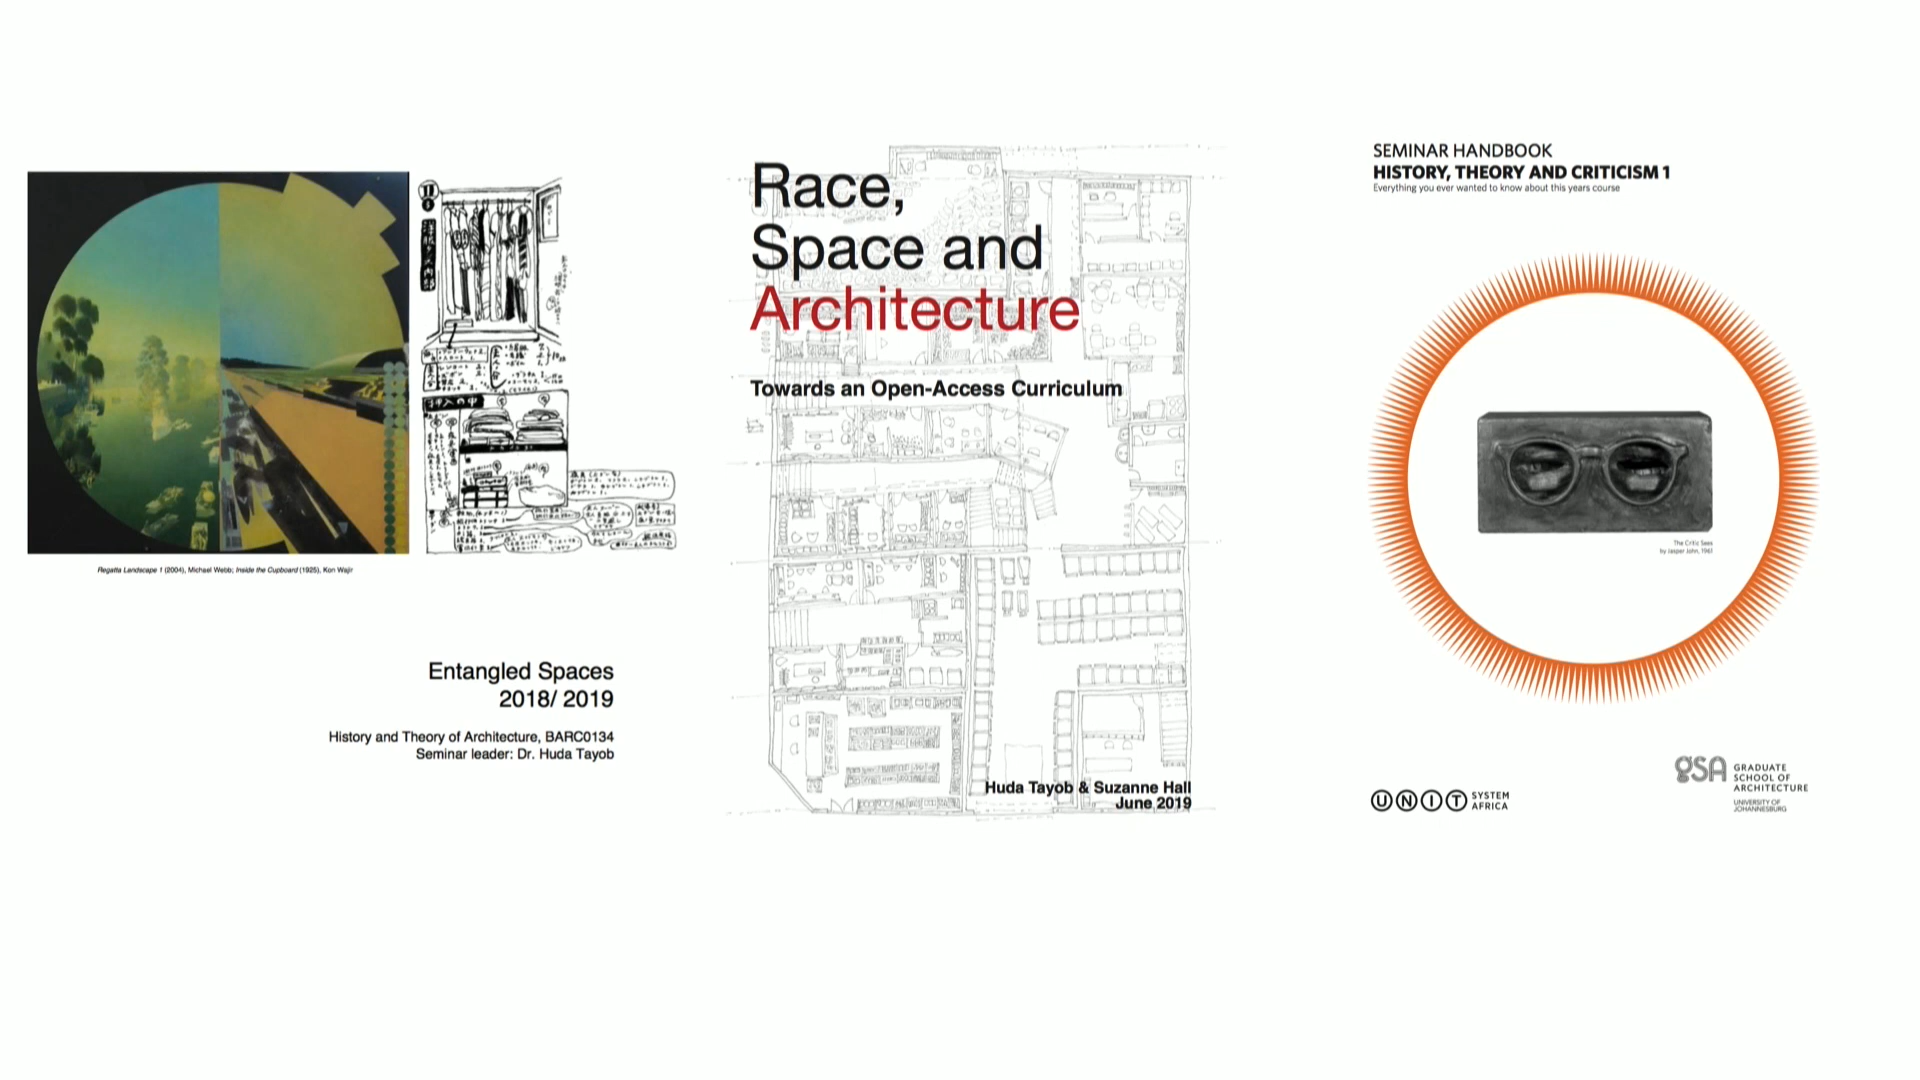 Regatta Landscape 1 (2004), Michael Webb; Inside the Cupboard (1925), Kon Wajir
Entangled Spaces
2018/ 2019
History and Theory of Architecture, BARC0134
Seminar leader: Dr. Huda Tayob
Race,
Space and
Architecture
Towards an Open-Access Curriculum
Huda Tayob & Suzanne Hall
June 2019
SEMINAR HANDBOOK
HISTORY, THEORY AND CRITICISM 1
Everything you ever wanted to know about this years course
The Critic Sees
by Jasper John, 1961
UNIT SYSTEM
AFRICA
gsa GRADUATE
SCHOOL OF
ARCHITECTURE
UNIVERSITY OF
JOHANNESBURG